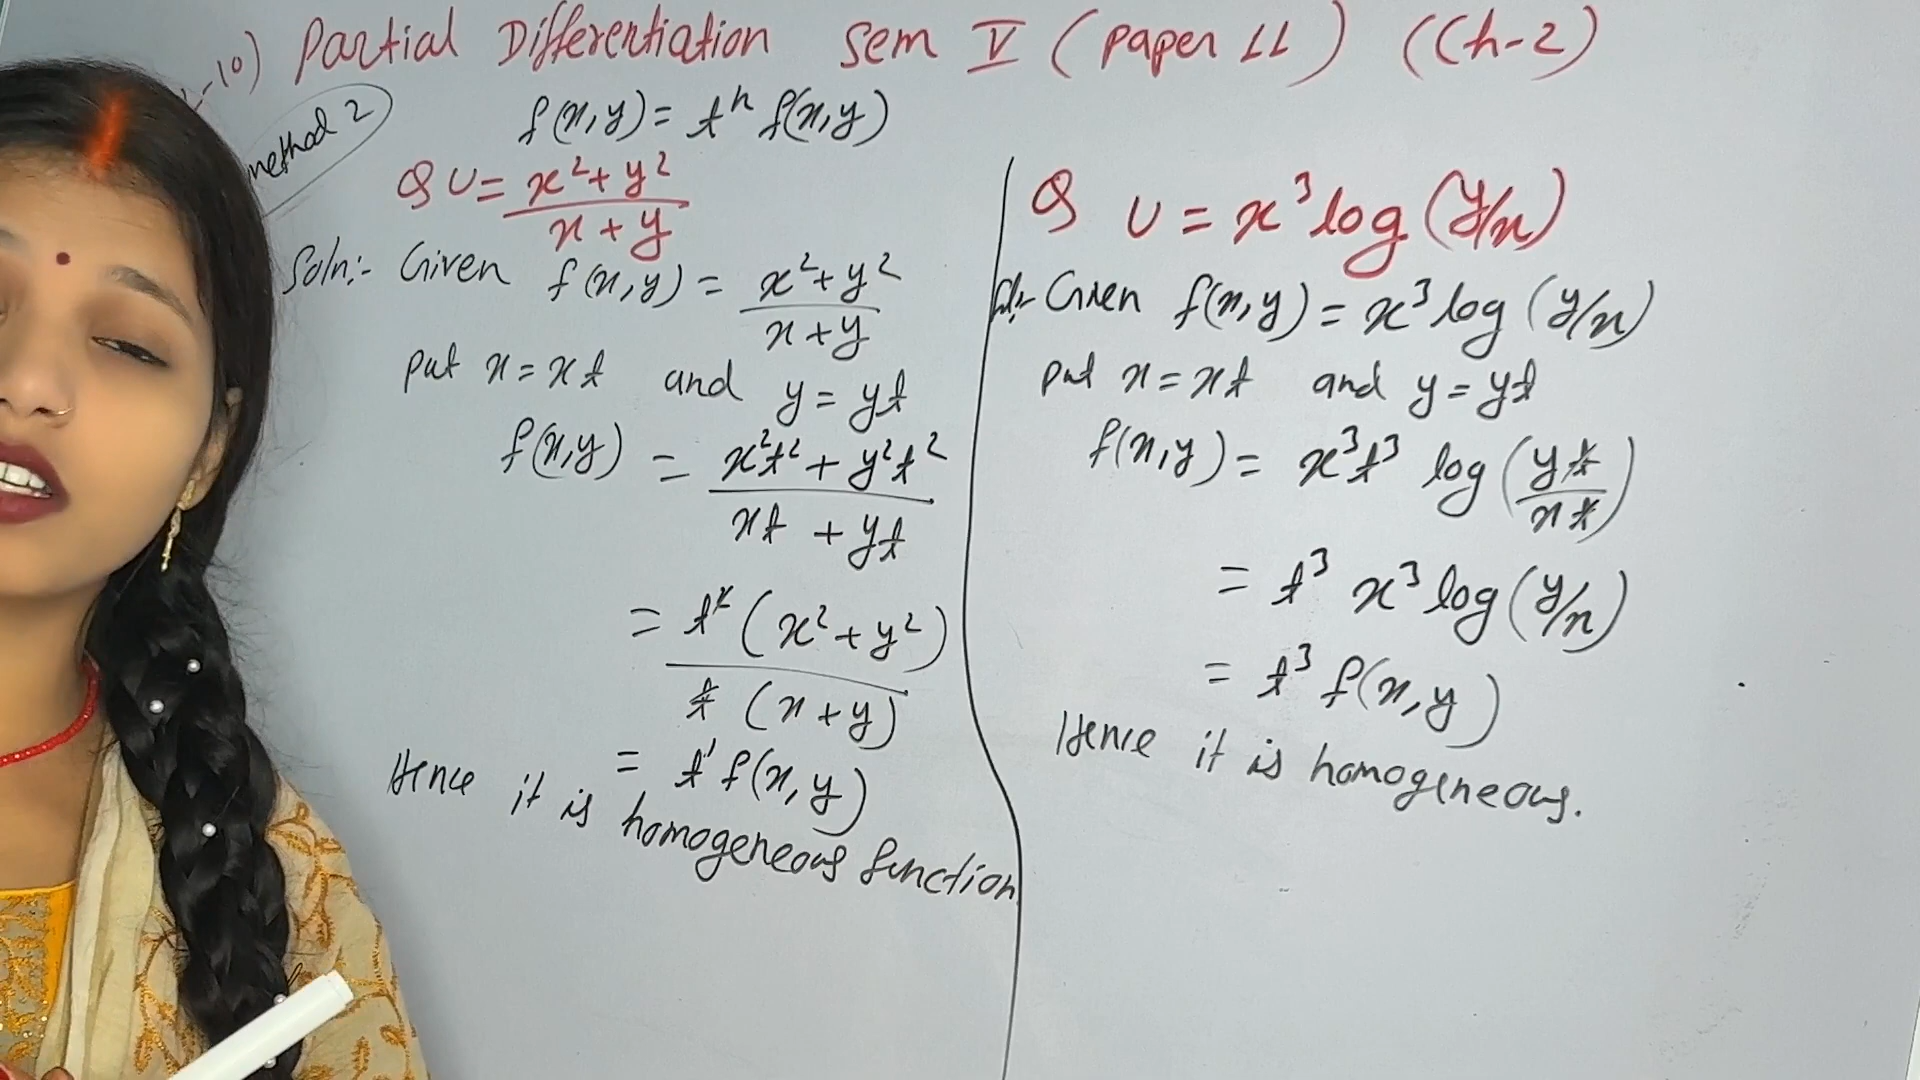 -10) Partial Differentiation Sem V (Paper 11) (Ch-2)
method 2
f(x,y) = t^n f(x,y)
Q U = x²+y² / x+y
Soln:- Given f(x,y) = x²+y² / x+y
put x = xt and y = yt
f(x,y) = x²t² + y²t² / xt + yt
= t² (x²+y²) / t (x+y)
= t¹ f(x,y)
Hence it is homogeneous function
Q U = x³ log (y/x)
Given f(x,y) = x³ log (y/x)
put x = xt and y = yt
f(x,y) = x³t³ log (yt / xt)
= t³ x³ log (y/x)
= t³ f(x,y)
Hence it is homogeneous.